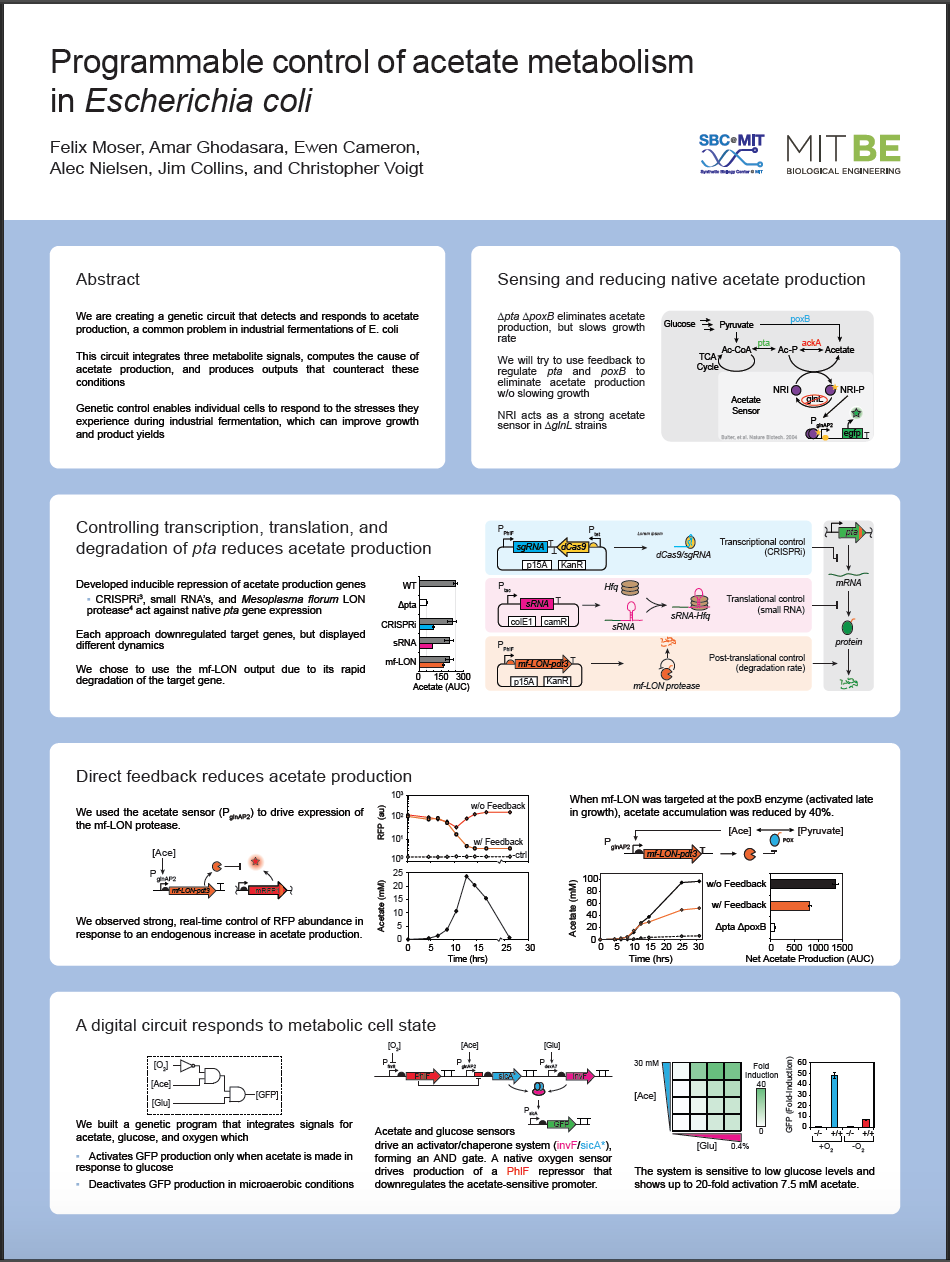 Programmable control of acetate metabolism
in Escherichia coli
Felix Moser, Amar Ghodasara, Ewen Cameron,
Alec Nielsen, Jim Collins, and Christopher Voigt
SBC@MIT
Synthetic Biology Center @ MIT
MIT BE
BIOLOGICAL ENGINEERING
Abstract
We are creating a genetic circuit that detects and responds to acetate
production, a common problem in industrial fermentations of E. coli
This circuit integrates three metabolite signals, computes the cause of
acetate production, and produces outputs that counteract these
conditions
Genetic control enables individual cells to respond to the stresses they
experience during industrial fermentation, which can improve growth
and product yields
Sensing and reducing native acetate production
Δpta ΔpoxB eliminates acetate
production, but slows growth
rate
We will try to use feedback to
regulate pta and poxB to
eliminate acetate production
w/o slowing growth
NRI acts as a strong acetate
sensor in ΔglnL strains
poxB
Glucose
Pyruvate
pta
ackA
Ac-CoA
Ac-P
Acetate
TCA
Cycle
NRI
NRI-P
glnL
Acetate
Sensor
P glnAP2
egfp
Bulter, et al. Nature Biotech. 2004
Controlling transcription, translation, and
degradation of pta reduces acetate production
Developed inducible repression of acetate production genes
• CRISPRi³, small RNA's, and Mesoplasma florum LON
protease⁴ act against native pta gene expression
Each approach downregulated target genes, but displayed
different dynamics
We chose to use the mf-LON output due to its rapid
degradation of the target gene.
WT
Δpta
CRISPRi
sRNA
mf-LON
0 150 300
Acetate (AUC)
P PhlF
P tet
sgRNA
dCas9
p15A KanR
Lorem ipsum
dCas9/sgRNA
Transcriptional control
(CRISPRi)
P tac
sRNA
colE1 camR
Hfq
sRNA
sRNA-Hfq
Translational control
(small RNA)
P PhlF
mf-LON-pdt3
p15A KanR
mf-LON protease
Post-translational control
(degradation rate)
pta
mRNA
protein
Direct feedback reduces acetate production
We used the acetate sensor (PglnAP2) to drive expression of
the mf-LON protease.
[Ace]
P glnAP2
mf-LON-pdt3
We observed strong, real-time control of RFP abundance in
response to an endogenous increase in acetate production.
10³
10²
10¹
10⁰
RFP (au)
w/o Feedback
w/ Feedback
ctrl
25
20
15
10
5
0
Acetate (mM)
0 5 10 15 20 25 30
Time (hrs)
When mf-LON was targeted at the poxB enzyme (activated late
in growth), acetate accumulation was reduced by 40%.
[Ace] [Pyruvate]
POX
P glnAP2
mf-LON-pdt3
100
80
60
40
20
0
Acetate (mM)
0 5 10 15 20 25 30
Time (hrs)
w/o Feedback
w/ Feedback
Δpta ΔpoxB
0 500 1000 1500
Net Acetate Production (AUC)
A digital circuit responds to metabolic cell state
[O₂]
[Ace]
[Glu]
[GFP]
We built a genetic program that integrates signals for
acetate, glucose, and oxygen which
• Activates GFP production only when acetate is made in
response to glucose
• Deactivates GFP production in microaerobic conditions
[O₂] [Ace] [Glu]
PhlF
P glnAP2
sicA
invF
P sicA
GFP
Acetate and glucose sensors
drive an activator/chaperone system (invF/sicA*),
forming an AND gate. A native oxygen sensor
drives production of a PhlF repressor that
downregulates the acetate-sensitive promoter.
30 mM
[Ace]
[Glu] 0.4%
Fold
Induction
40
0
60
50
40
30
20
10
0
GFP (Fold-Induction)
-/- +/+ -/- +/+
+O₂ -O₂
The system is sensitive to low glucose levels and
shows up to 20-fold activation 7.5 mM acetate.